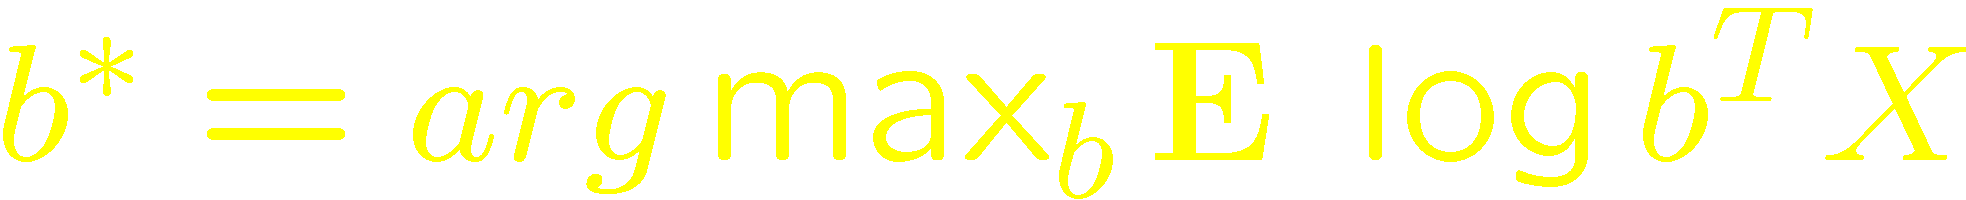 b* = arg max_b E log b^T X